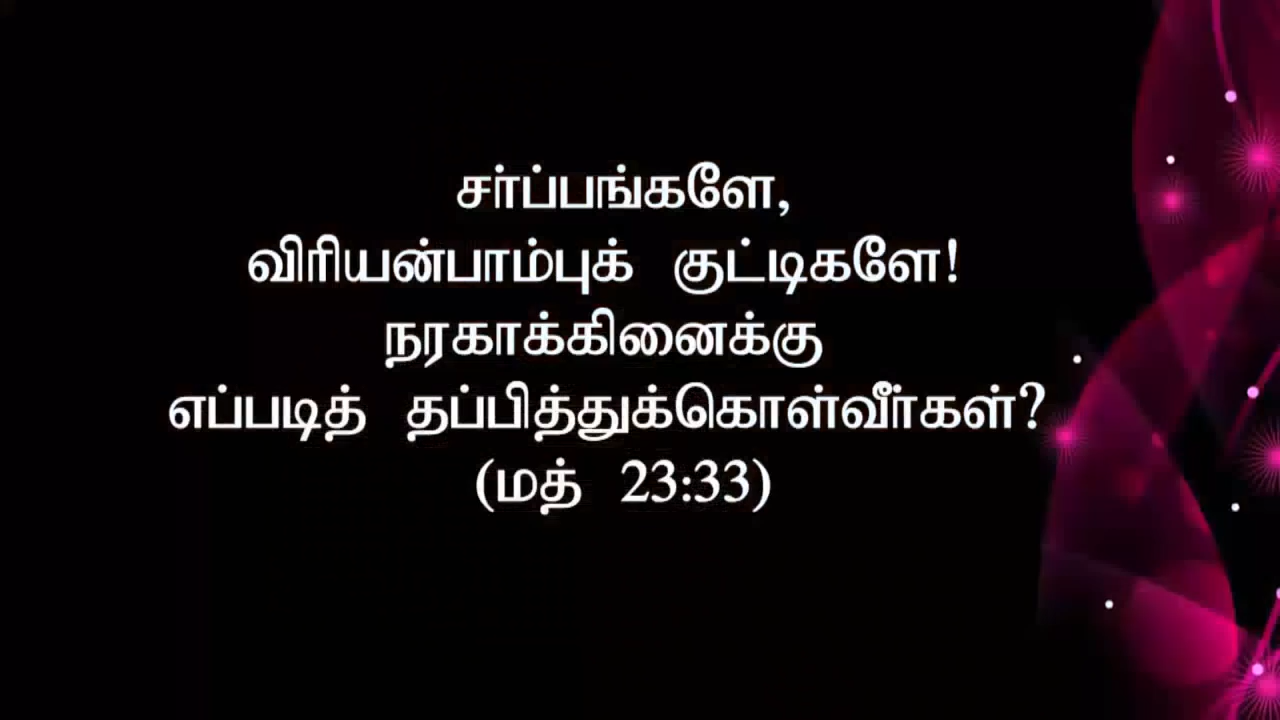 சர்ப்பங்களே,
விரியன்பாம்புக் குட்டிகளே!
நரகாக்கினைக்கு
எப்படித் தப்பித்துக்கொள்வீர்கள்?
(மத் 23:33)